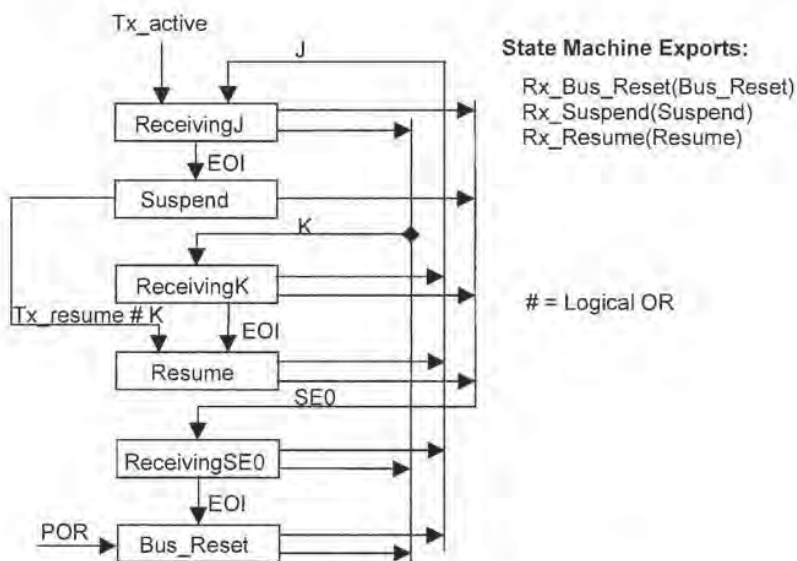 Tx_active
J
State Machine Exports:
Rx_Bus_Reset(Bus_Reset)
Rx_Suspend(Suspend)
Rx_Resume(Resume)
ReceivingJ
EOI
Suspend
K
ReceivingK
Tx_resume # K
EOI
# = Logical OR
Resume
SE0
ReceivingSE0
EOI
POR
Bus_Reset